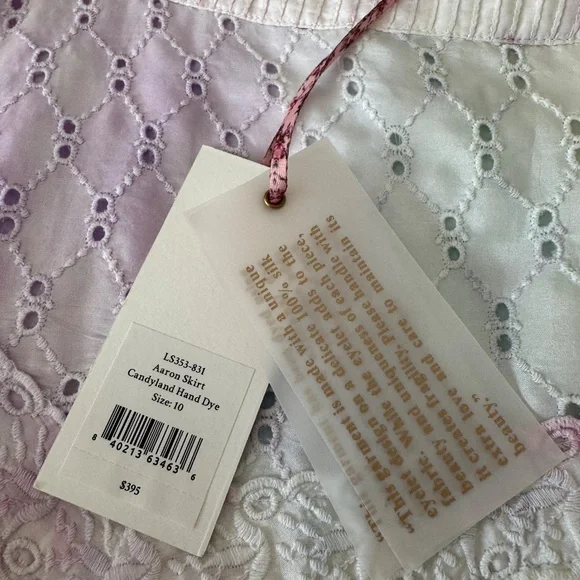 LS353-831
Aaron Skirt
Candyland Hand Dye
Size: 10
8 40213 63463 6
$395
"This garment is made with a unique
eyelet design on a delicate 100% silk
fabric. While the eyelet adds to the
beauty and uniqueness of each piece,
It creates fragility. Please handle with
extra love and care to maintain its
beauty."